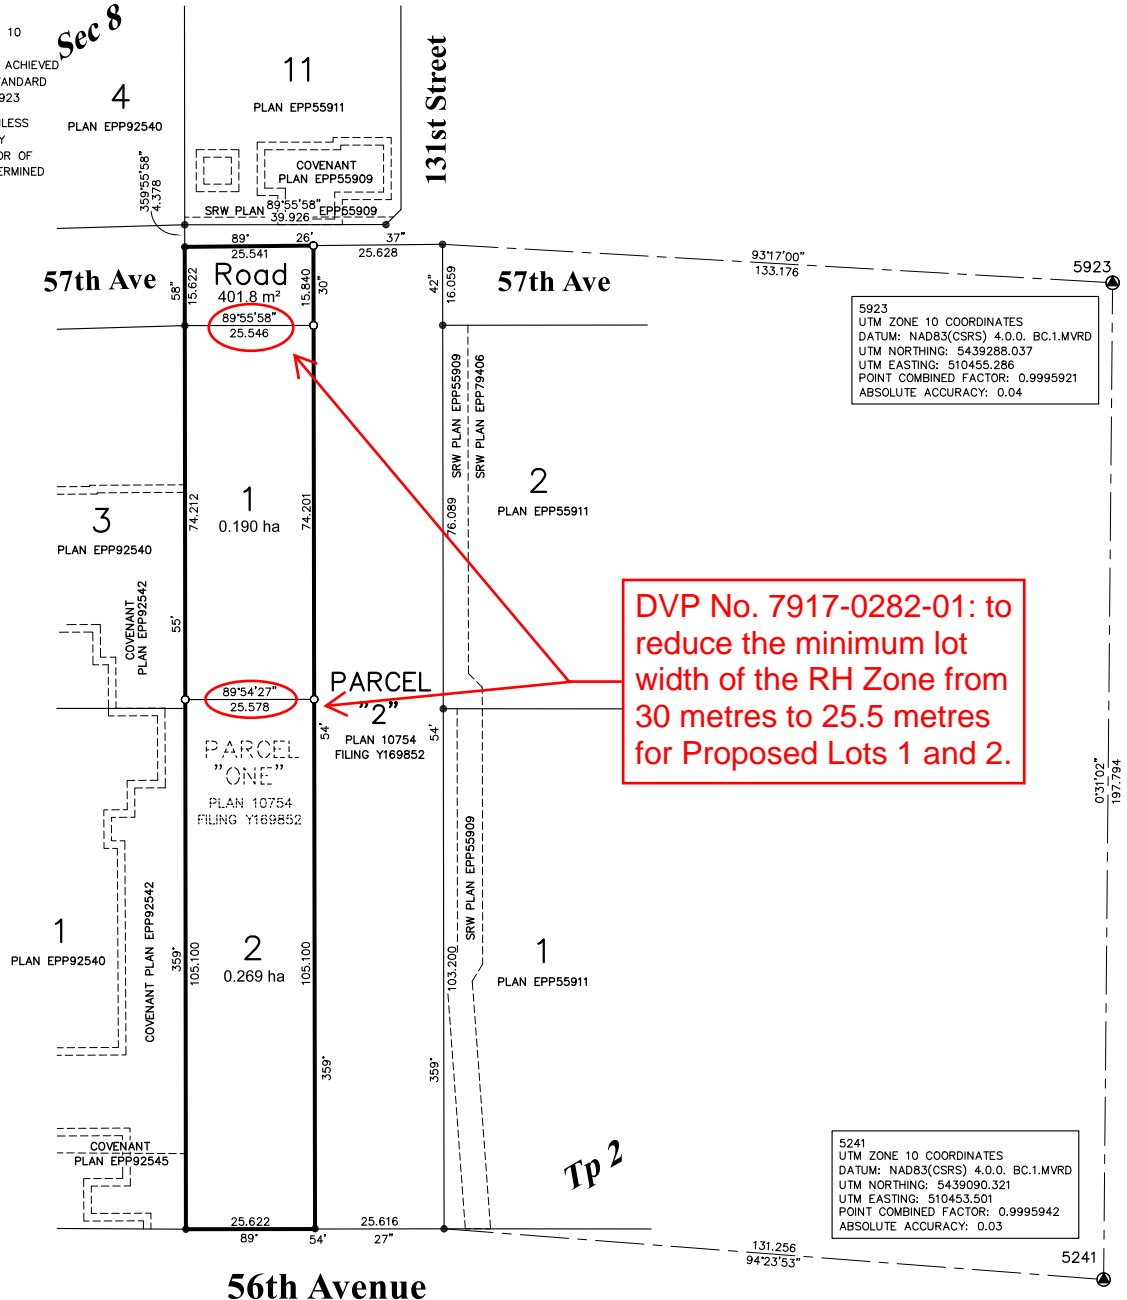 10
ACHIEVED
ANDARD
923
LESS
Y
OR OF
ERMINED
Sec 8
4
PLAN EPP92540
11
PLAN EPP55911
131st Street
COVENANT
PLAN EPP55909
359°55'58"
4.378
SRW PLAN EPP55909
89°55'58"
39.926
89° 26'
25.541
37"
25.628
57th Ave
58"
15.622
Road
401.8 m²
15.840
30"
42"
16.059
57th Ave
93°17'00"
133.176
5923
89°55'58"
25.546
5923
UTM ZONE 10 COORDINATES
DATUM: NAD83(CSRS) 4.0.0. BC.1.MVRD
UTM NORTHING: 5439288.037
UTM EASTING: 510455.286
POINT COMBINED FACTOR: 0.9995921
ABSOLUTE ACCURACY: 0.04
SRW PLAN EPP55909
SRW PLAN EPP79406
74.212
1
0.190 ha
74.201
76.089
2
PLAN EPP55911
3
PLAN EPP92540
COVENANT
PLAN EPP92542
55'
DVP No. 7917-0282-01: to
reduce the minimum lot
width of the RH Zone from
30 metres to 25.5 metres
for Proposed Lots 1 and 2.
89°54'27"
25.578
PARCEL
"2"
PLAN 10754
FILING Y169852
54'
54'
PARCEL
"ONE"
PLAN 10754
FILING Y169852
0°31'02"
197.794
SRW PLAN EPP55909
1
PLAN EPP92540
COVENANT PLAN EPP92542
359°
105.100
2
0.269 ha
105.100
103.200
1
PLAN EPP55911
359°
359°
COVENANT
PLAN EPP92545
Tp 2
5241
UTM ZONE 10 COORDINATES
DATUM: NAD83(CSRS) 4.0.0. BC.1.MVRD
UTM NORTHING: 5439090.321
UTM EASTING: 510453.501
POINT COMBINED FACTOR: 0.9995942
ABSOLUTE ACCURACY: 0.03
25.622
89° 54'
25.616
27"
131.256
94°23'53"
5241
56th Avenue